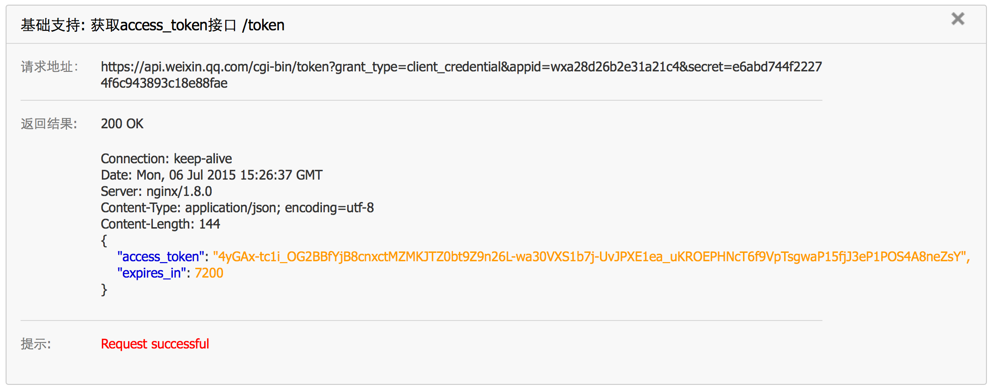 基础支持: 获取access_token接口 /token
请求地址： https://api.weixin.qq.com/cgi-bin/token?grant_type=client_credential&appid=wxa28d26b2e31a21c4&secret=e6abd744f2227
4f6c943893c18e88fae
返回结果: 200 OK
Connection: keep-alive
Date: Mon, 06 Jul 2015 15:26:37 GMT
Server: nginx/1.8.0
Content-Type: application/json; encoding=utf-8
Content-Length: 144
{
"access_token": "4yGAx-tc1i_OG2BBfYjB8cnxctMZMKJTZ0bt9Z9n26L-wa30VXS1b7j-UvJPXE1ea_uKROEPHNcT6f9VpTsgwaP15fjJ3eP1POS4A8neZsY",
"expires_in": 7200
}
提示: Request successful